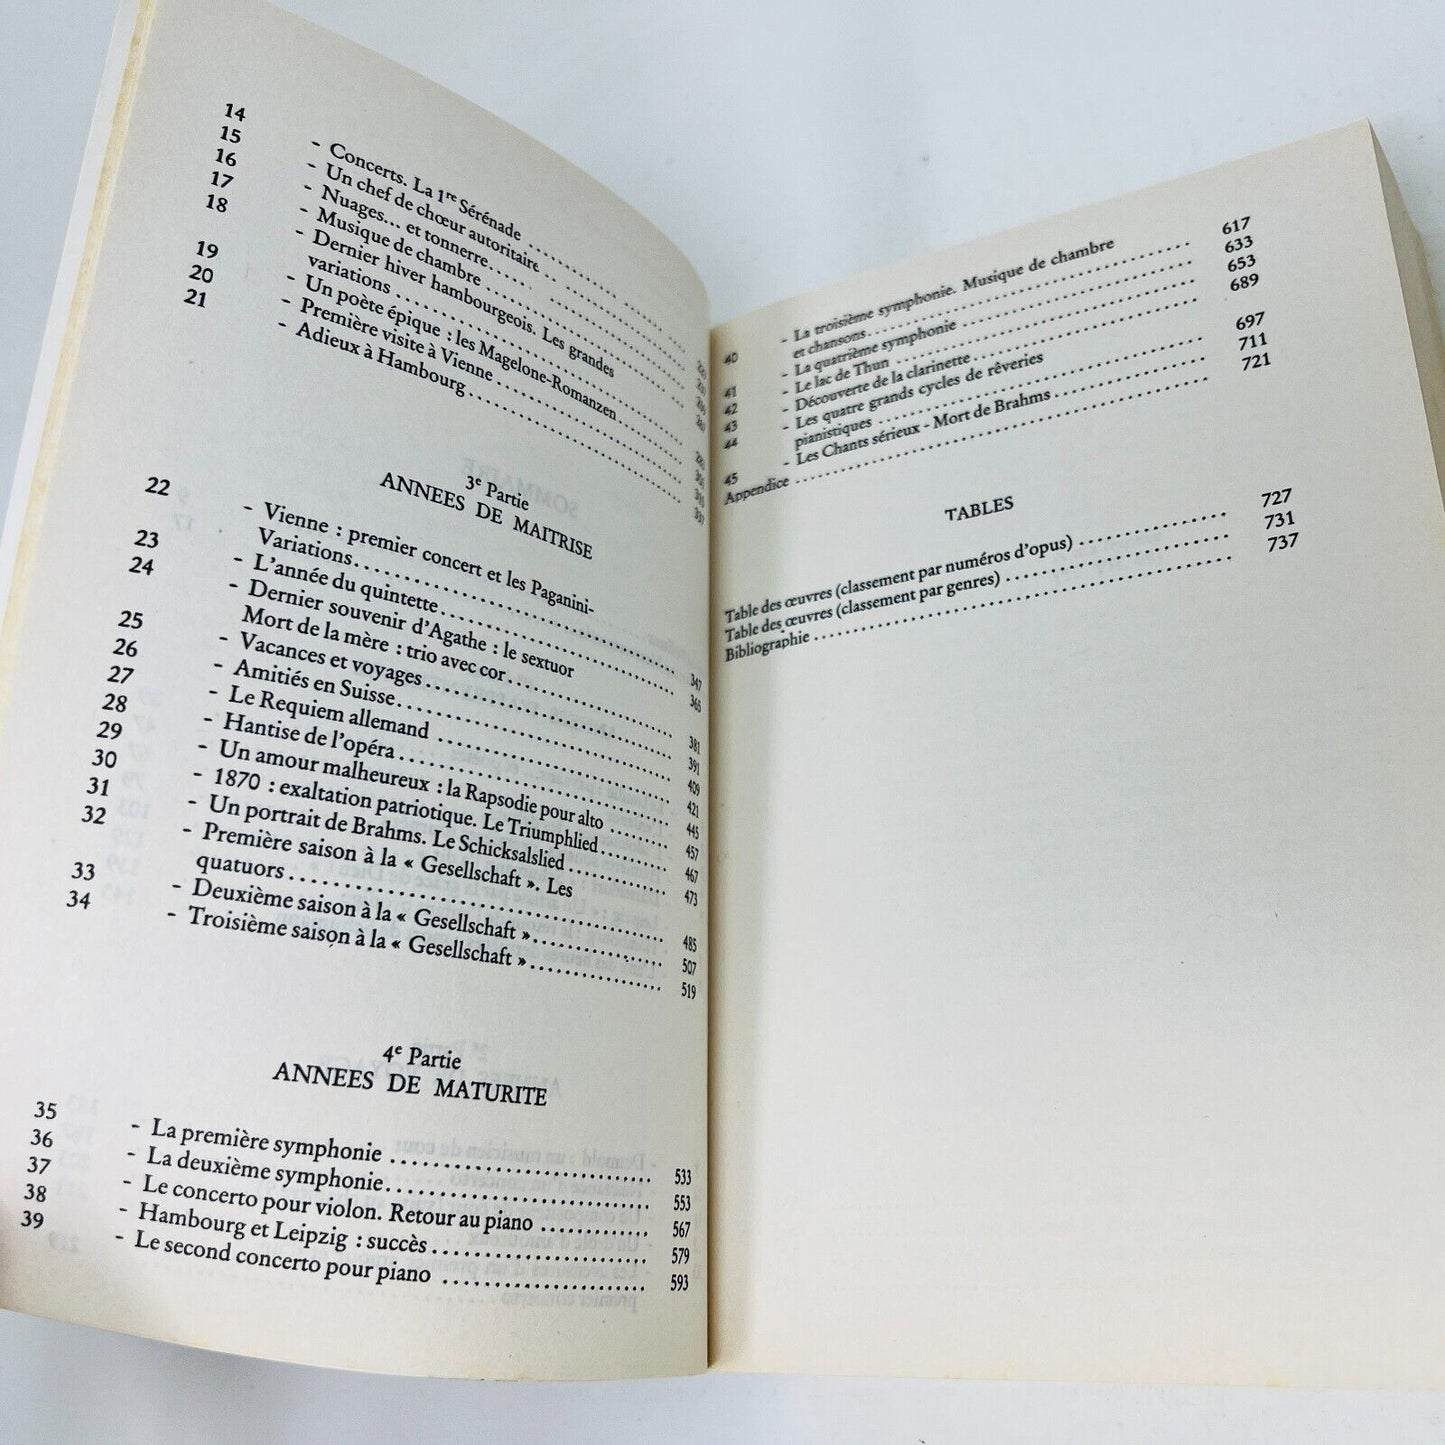 14 - Concerts. La 1re Sérénade
15 - Un chef de chœur autoritaire
16 - Nuages... et tonnerre
17 - Musique de chambre
18 - Dernier hiver hambourgeois. Les grandes
variations
19 - Un poète épique : les Magelone-Romanzen
20 - Première visite à Vienne
21 - Adieux à Hambourg
3e Partie
ANNEES DE MAITRISE
22 - Vienne : premier concert et les Paganini-
Variations 347
23 - L'année du quintette 365
24 - Dernier souvenir d'Agathe : le sextuor
Mort de la mère : trio avec cor 381
25 - Vacances et voyages 391
26 - Amitiés en Suisse 409
27 - Le Requiem allemand 421
28 - Hantise de l'opéra 445
29 - Un amour malheureux : la Rapsodie pour alto 457
30 - 1870 : exaltation patriotique. Le Triumphlied 467
31 - Un portrait de Brahms. Le Schicksalslied 473
32 - Première saison à la « Gesellschaft ». Les
quatuors 485
33 - Deuxième saison à la « Gesellschaft » 507
34 - Troisième saison à la « Gesellschaft » 519
4e Partie
ANNEES DE MATURITE
35 - La première symphonie 533
36 - La deuxième symphonie 553
37 - Le concerto pour violon. Retour au piano 567
38 - Hambourg et Leipzig : succès 579
39 - Le second concerto pour piano 593
40 - La troisième symphonie. Musique de chambre
et chansons 617
41 - La quatrième symphonie 633
42 - Le lac de Thun 653
43 - Découverte de la clarinette 689
44 - Les quatre grands cycles de rêveries
pianistiques 697
45 - Les Chants sérieux - Mort de Brahms 711
Appendice 721
TABLES
Table des œuvres (classement par numéros d'opus) 727
Table des œuvres (classement par genres) 731
Bibliographie 737